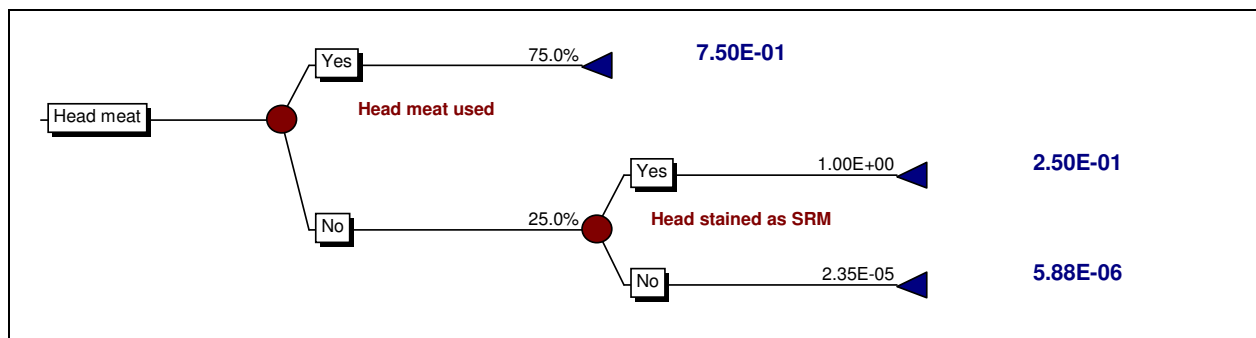 Yes
75.0%
7.50E-01
Head meat used
Head meat
Yes
1.00E+00
2.50E-01
Head stained as SRM
No
25.0%
No
2.35E-05
5.88E-06